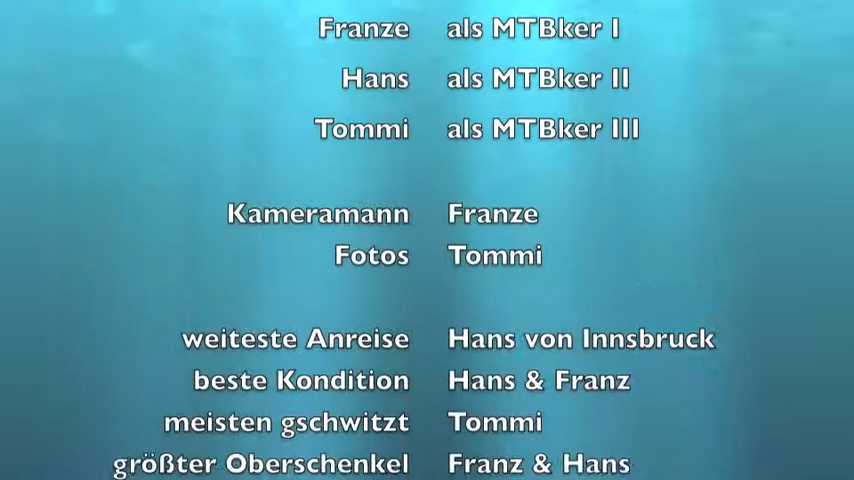 Franze als MTBker I
Hans als MTBker II
Tommi als MTBker III
Kameramann Franze
Fotos Tommi
weiteste Anreise Hans von Innsbruck
beste Kondition Hans & Franz
meisten gschwitzt Tommi
größter Oberschenkel Franz & Hans